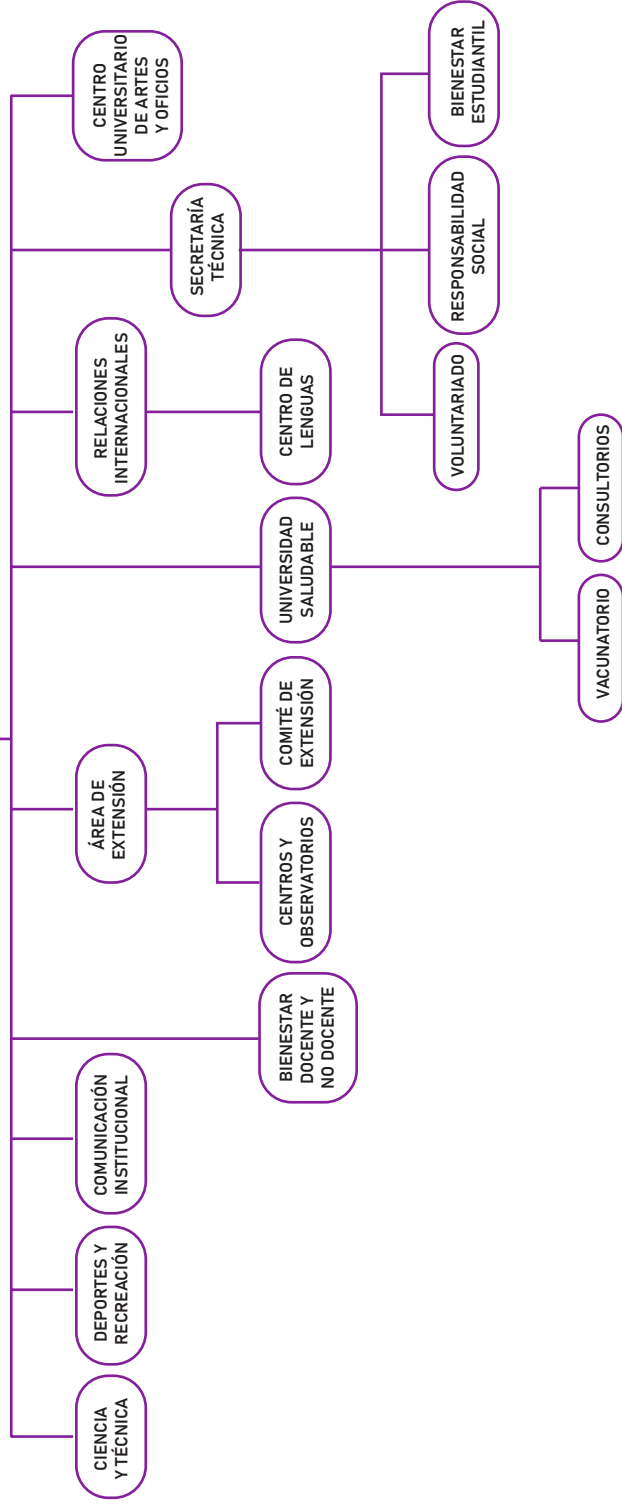 CIENCIA
Y TÉCNICA
DEPORTES Y
RECREACIÓN
COMUNICACIÓN
INSTITUCIONAL
BIENESTAR
DOCENTE Y
NO DOCENTE
ÁREA DE
EXTENSIÓN
CENTROS Y
OBSERVATORIOS
COMITÉ DE
EXTENSIÓN
UNIVERSIDAD
SALUDABLE
VACUNATORIO
CONSULTORIOS
RELACIONES
INTERNACIONALES
CENTRO DE
LENGUAS
SECRETARÍA
TÉCNICA
VOLUNTARIADO
RESPONSABILIDAD
SOCIAL
BIENESTAR
ESTUDIANTIL
CENTRO
UNIVERSITARIO
DE ARTES
Y OFICIOS